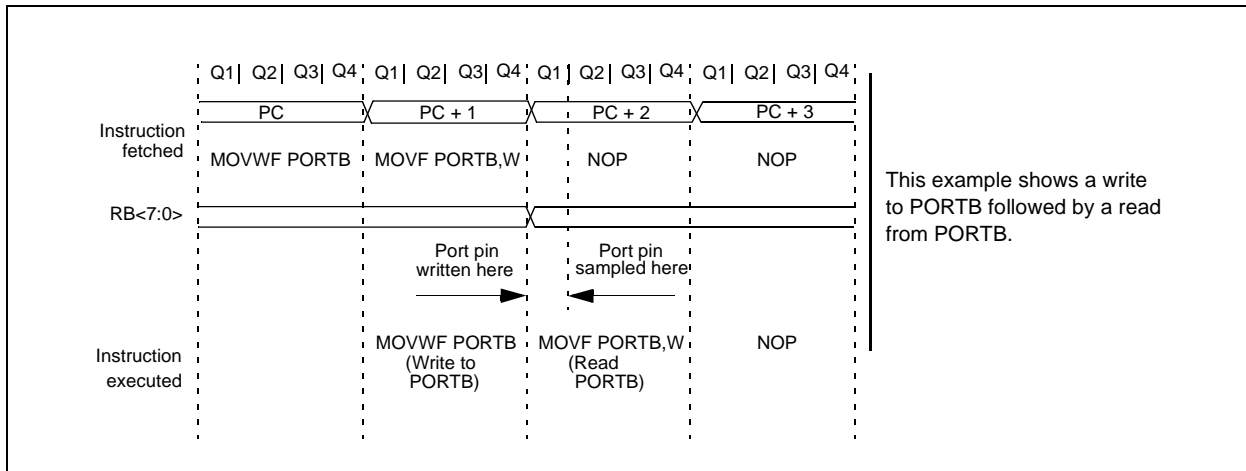 Q1| Q2| Q3| Q4 Q1| Q2| Q3| Q4 Q1| Q2| Q3| Q4 Q1| Q2| Q3| Q4
PC PC + 1 PC + 2 PC + 3
Instruction
fetched
MOVWF PORTB MOVF PORTB,W NOP NOP
RB<7:0>
Port pin
written here
Port pin
sampled here
Instruction
executed
MOVWF PORTB
(Write to
PORTB)
MOVF PORTB,W
(Read
PORTB)
NOP
This example shows a write
to PORTB followed by a read
from PORTB.